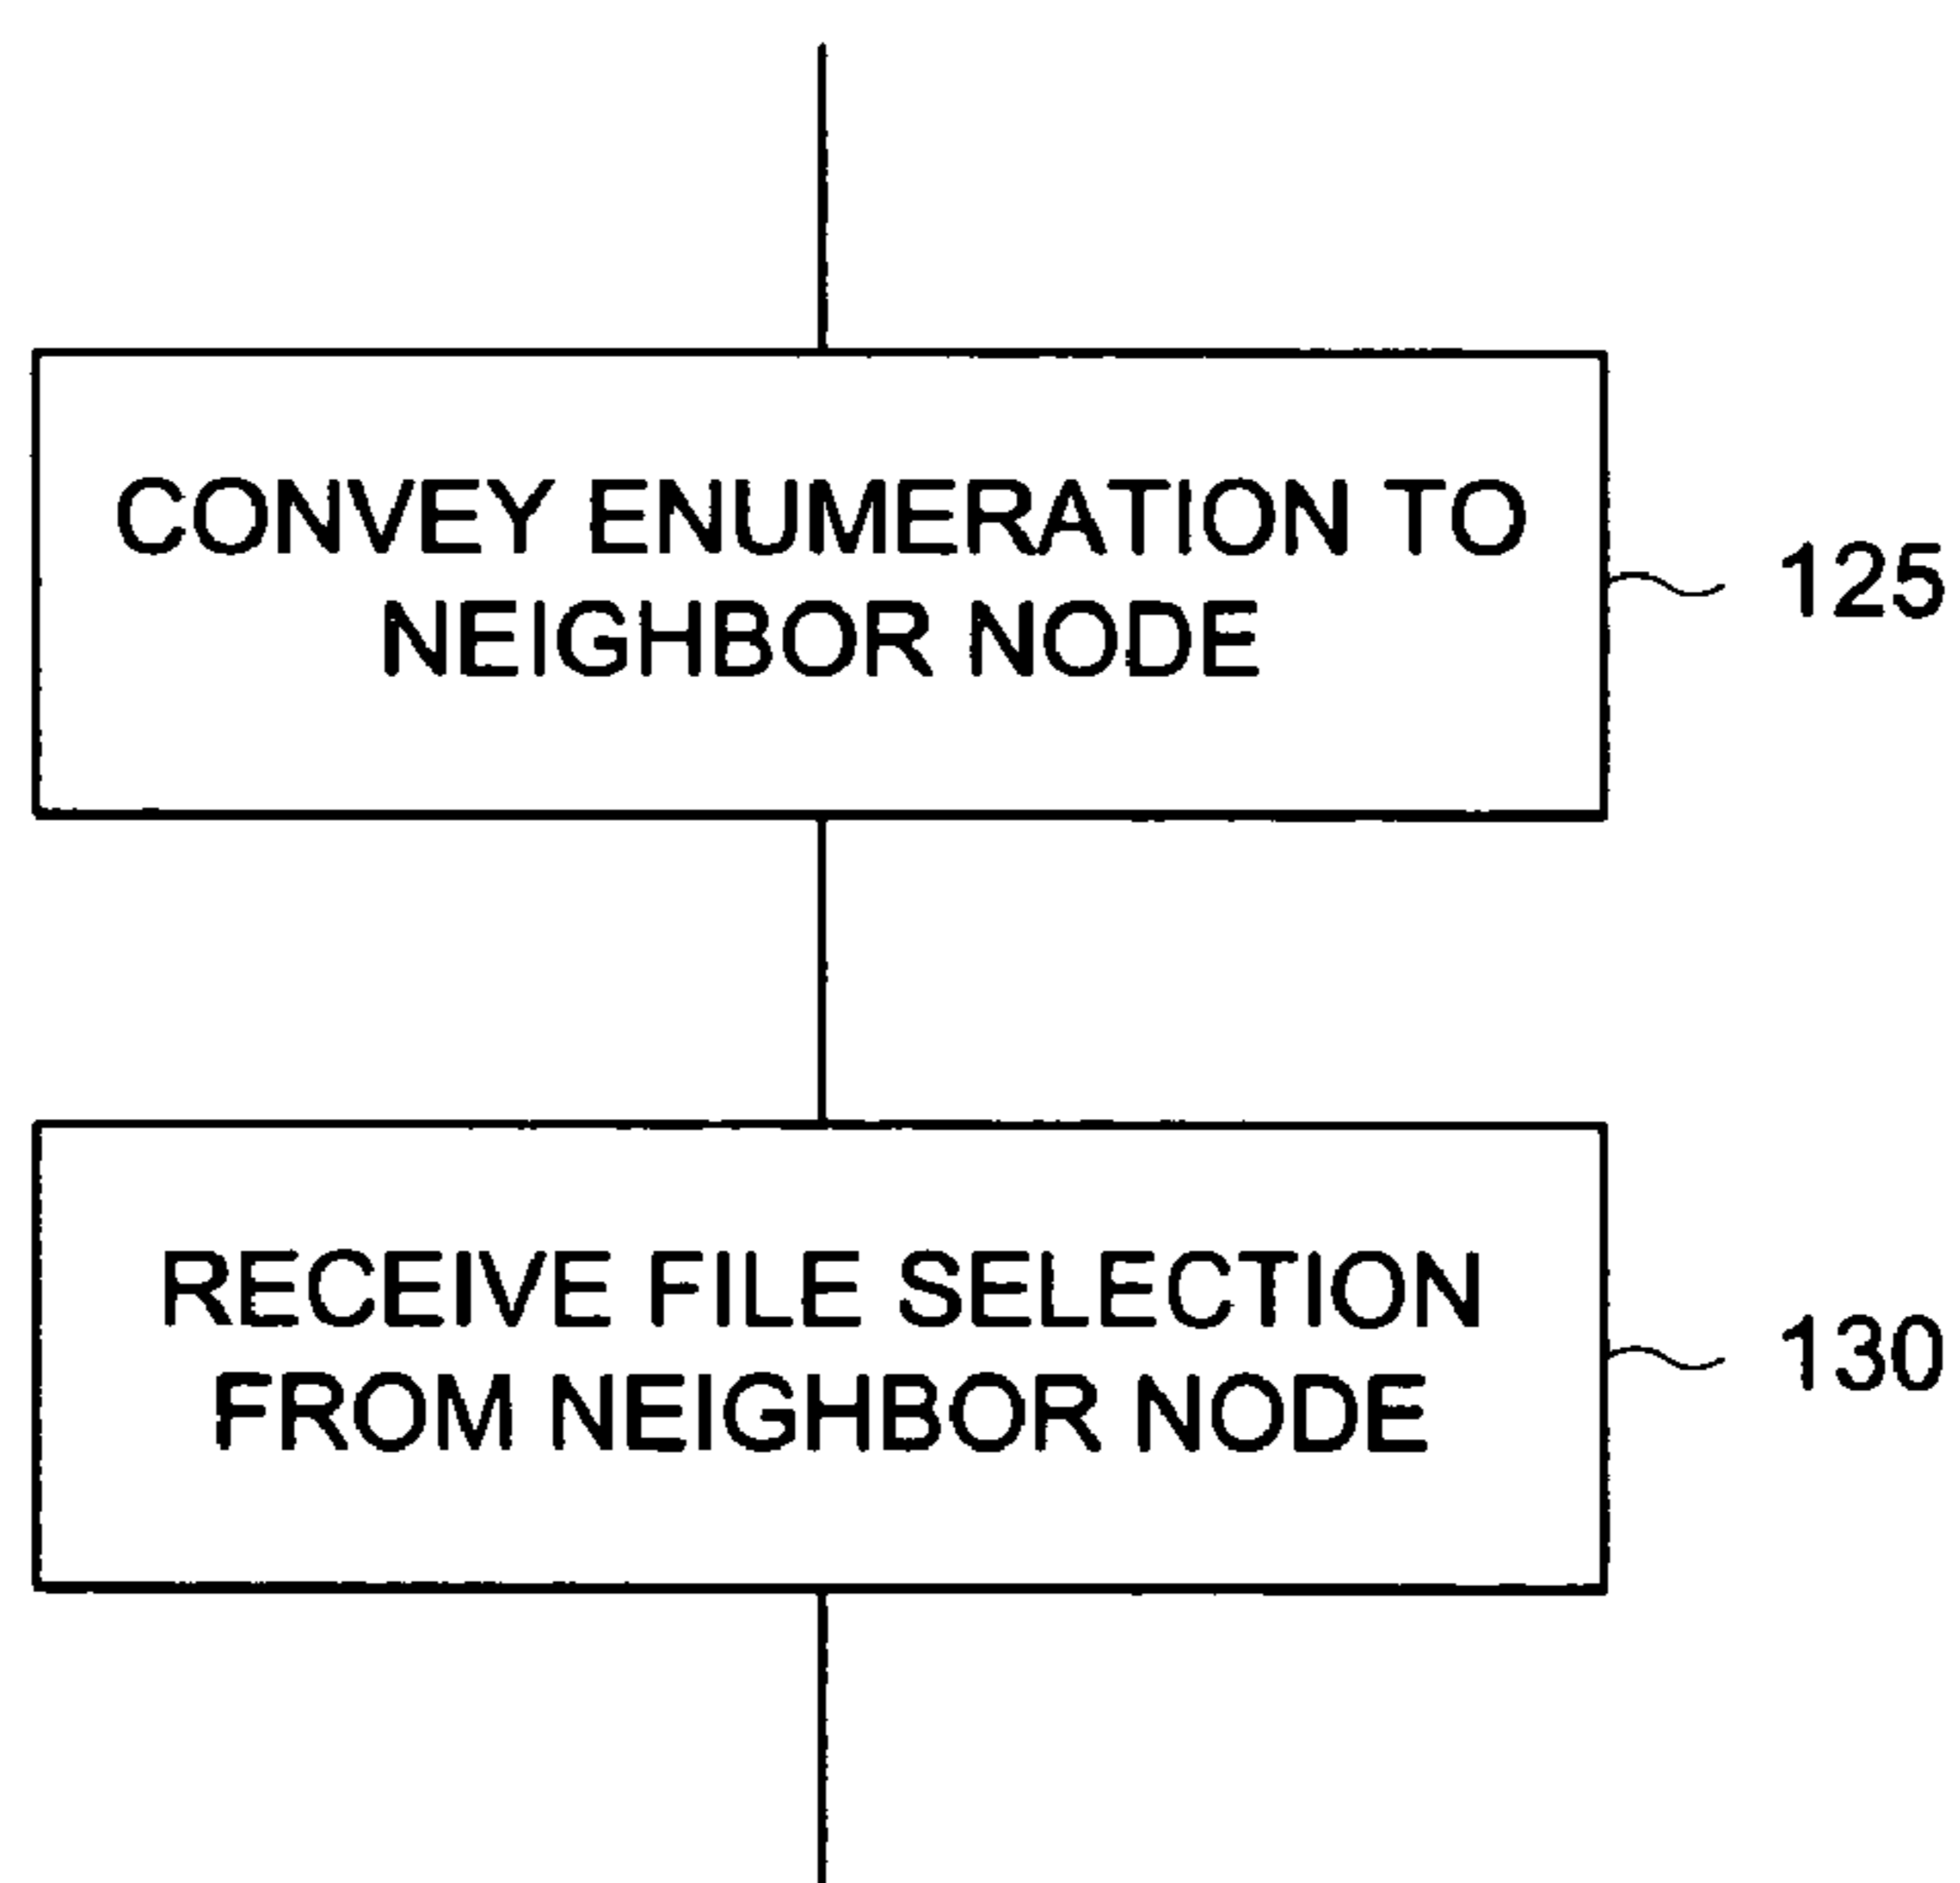 CONVEY ENUMERATION TO
NEIGHBOR NODE
125
RECEIVE FILE SELECTION
FROM NEIGHBOR NODE
130